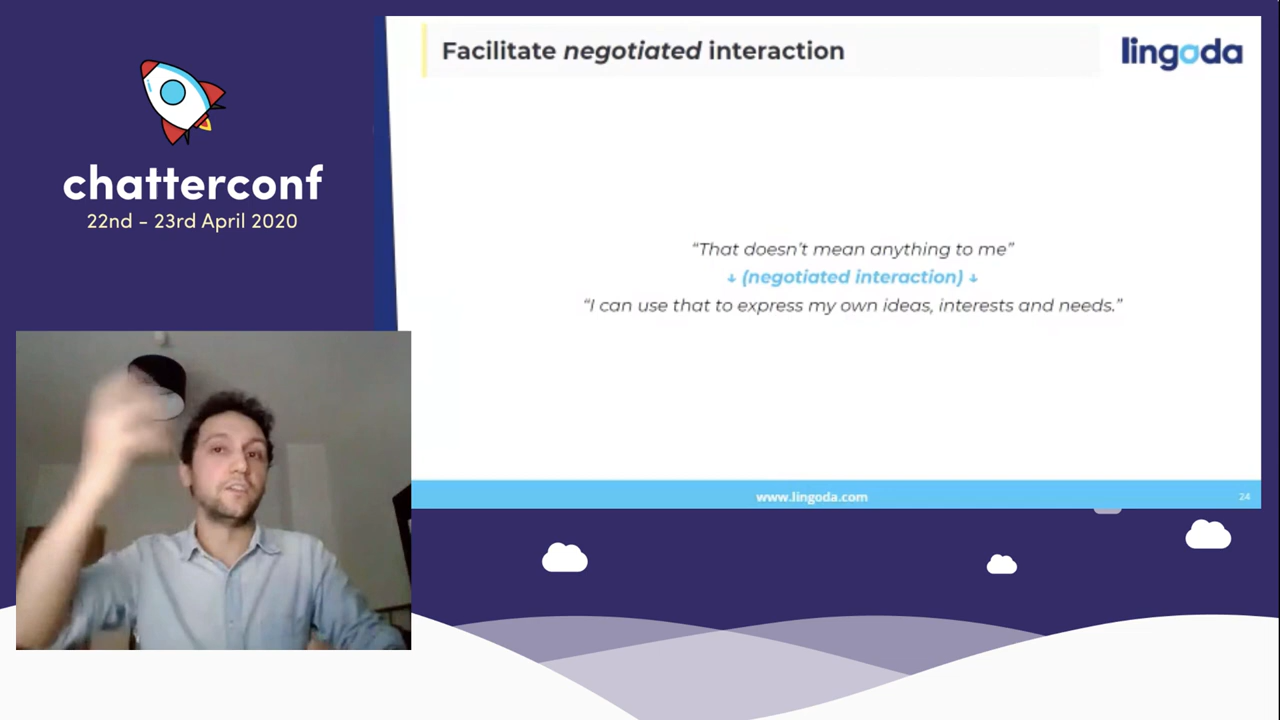 chatterconf
22nd - 23rd April 2020
Facilitate negotiated interaction
lingoda
“That doesn’t mean anything to me”
↓ (negotiated interaction) ↓
“I can use that to express my own ideas, interests and needs.”
www.lingoda.com
24